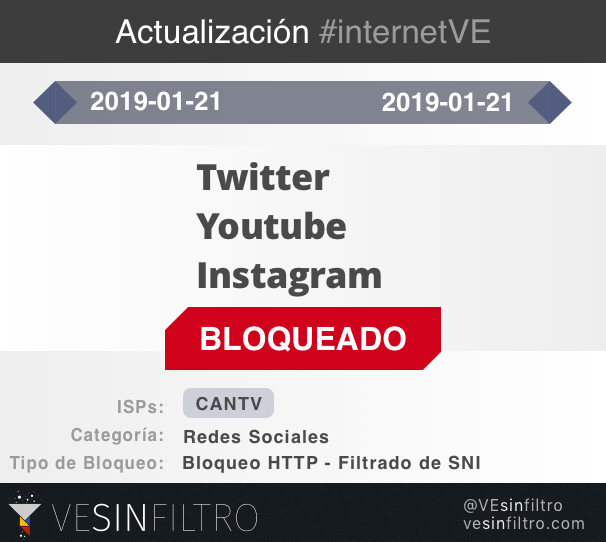 Actualización #internetVE
2019-01-21 2019-01-21
Twitter
Youtube
Instagram
BLOQUEADO
ISPs: CANTV
Categoría: Redes Sociales
Tipo de Bloqueo: Bloqueo HTTP - Filtrado de SNI
VESINFILTRO
@VEsinfiltro
vesinfiltro.com